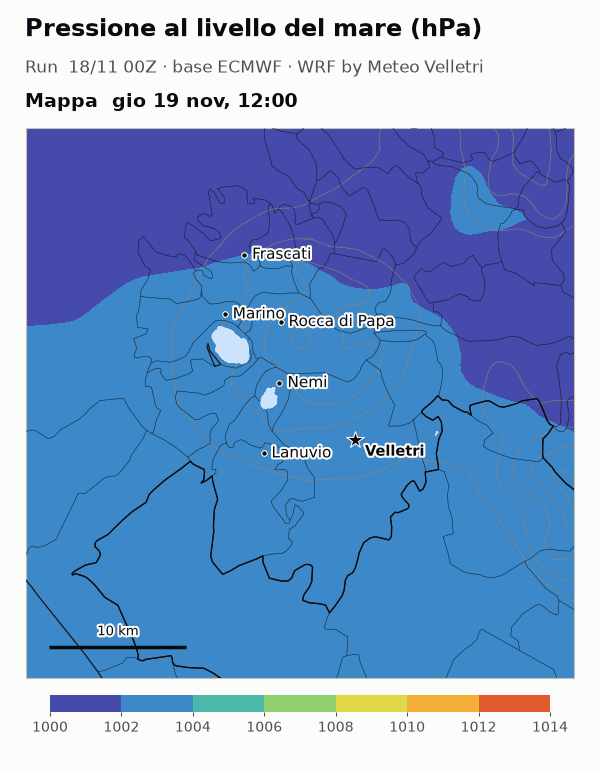 Pressione al livello del mare (hPa)
Run  18/11 00Z · base ECMWF · WRF by Meteo Velletri
Mappa  gio 19 nov, 12:00
Frascati
Marino
Rocca di Papa
Nemi
Velletri
Lanuvio
10 km
1000 1002 1004 1006 1008 1010 1012 1014